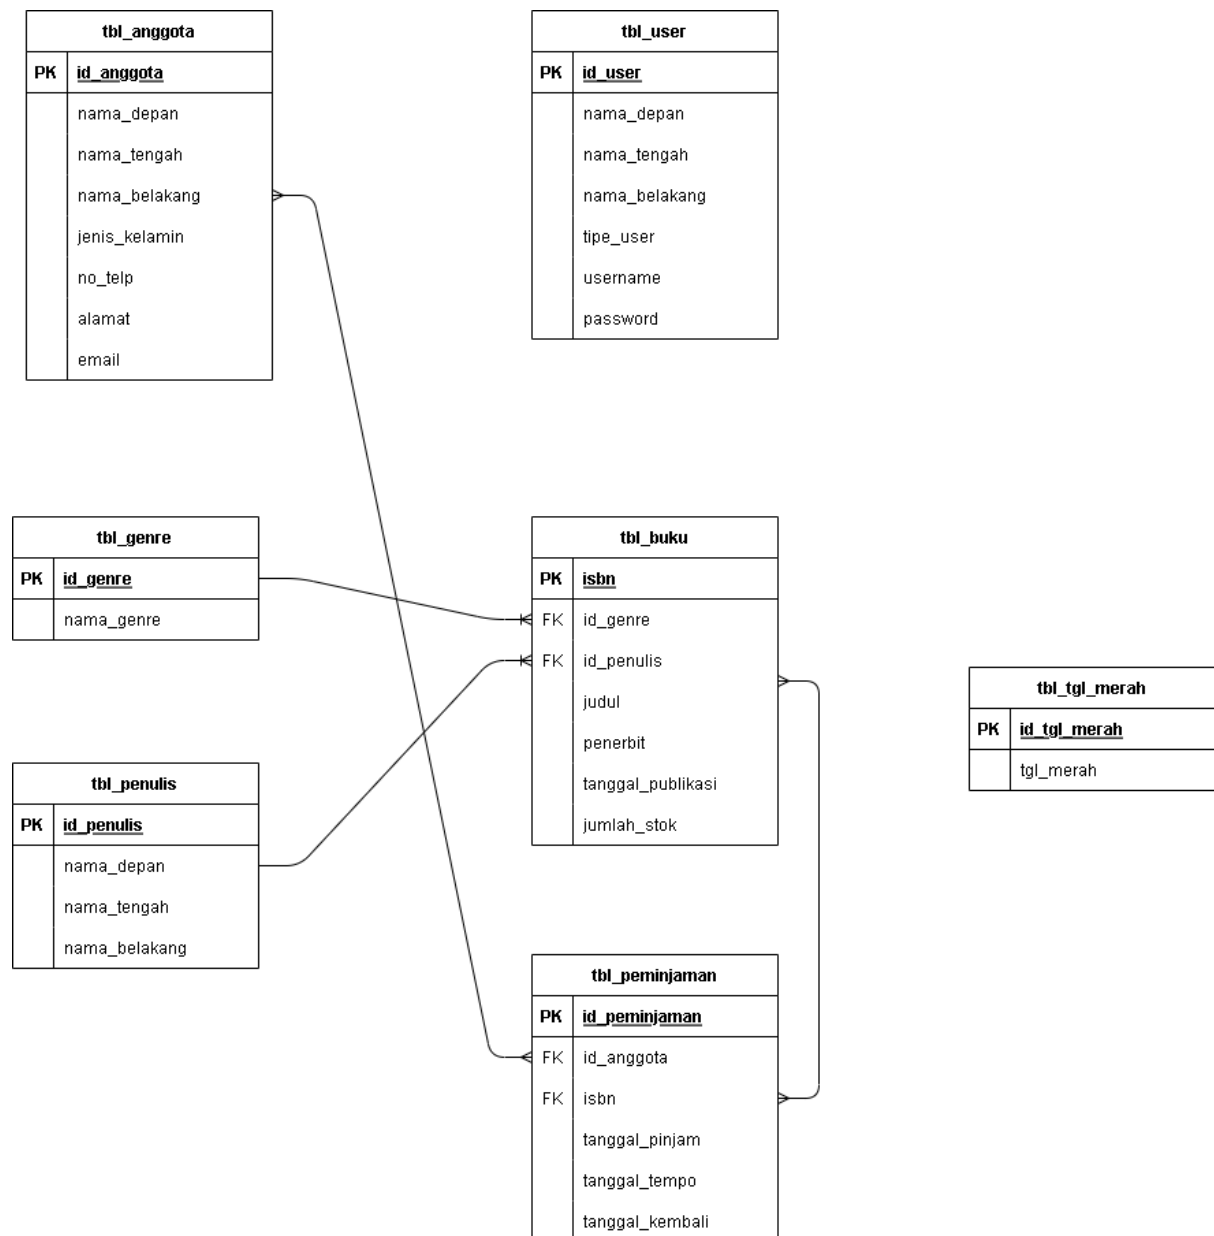 tbl_anggota
PK id_anggota
nama_depan
nama_tengah
nama_belakang
jenis_kelamin
no_telp
alamat
email
tbl_user
PK id_user
nama_depan
nama_tengah
nama_belakang
tipe_user
username
password
tbl_genre
PK id_genre
nama_genre
tbl_buku
PK isbn
FK id_genre
FK id_penulis
judul
penerbit
tanggal_publikasi
jumlah_stok
tbl_tgl_merah
PK id_tgl_merah
tgl_merah
tbl_penulis
PK id_penulis
nama_depan
nama_tengah
nama_belakang
tbl_peminjaman
PK id_peminjaman
FK id_anggota
FK isbn
tanggal_pinjam
tanggal_tempo
tanggal_kembali